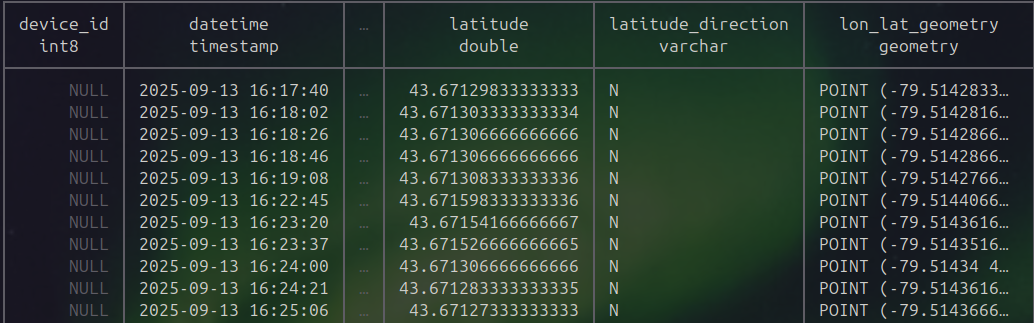 device_id datetime … latitude latitude_direction lon_lat_geometry
int8 timestamp double varchar geometry
NULL 2025-09-13 16:17:40 … 43.67129833333333 N POINT (-79.5142833…
NULL 2025-09-13 16:18:02 … 43.671303333333334 N POINT (-79.5142816…
NULL 2025-09-13 16:18:26 … 43.671306666666666 N POINT (-79.5142866…
NULL 2025-09-13 16:18:46 … 43.671306666666666 N POINT (-79.5142866…
NULL 2025-09-13 16:19:08 … 43.671308333333336 N POINT (-79.5142766…
NULL 2025-09-13 16:22:45 … 43.671598333333336 N POINT (-79.5144066…
NULL 2025-09-13 16:23:20 … 43.67154166666667 N POINT (-79.5143616…
NULL 2025-09-13 16:23:37 … 43.671526666666665 N POINT (-79.5143516…
NULL 2025-09-13 16:24:00 … 43.671306666666666 N POINT (-79.51434 4…
NULL 2025-09-13 16:24:21 … 43.671283333333335 N POINT (-79.5143616…
NULL 2025-09-13 16:25:06 … 43.67127333333333 N POINT (-79.5143666…